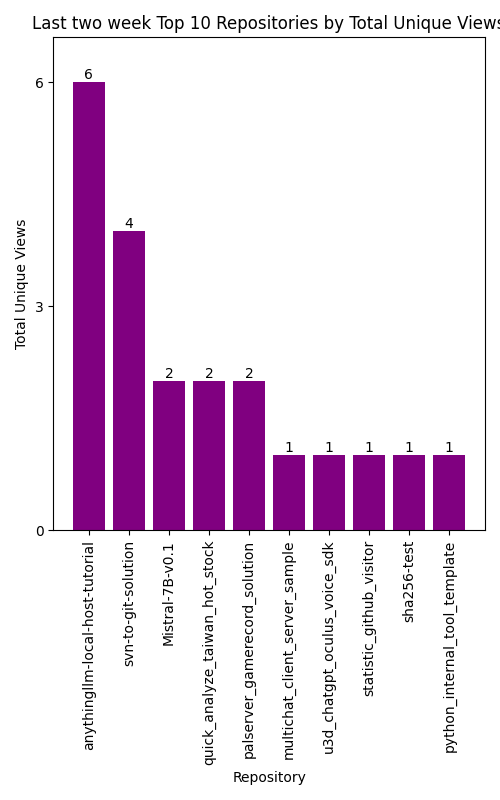 Last two week Top 10 Repositories by Total Unique Views
6
4
2
2
2
1
1
1
1
1
6
3
0
Total Unique Views
anythingllm-local-host-tutorial
svn-to-git-solution
Mistral-7B-v0.1
quick_analyze_taiwan_hot_stock
palserver_gamerecord_solution
multichat_client_server_sample
u3d_chatgpt_oculus_voice_sdk
statistic_github_visitor
sha256-test
python_internal_tool_template
Repository